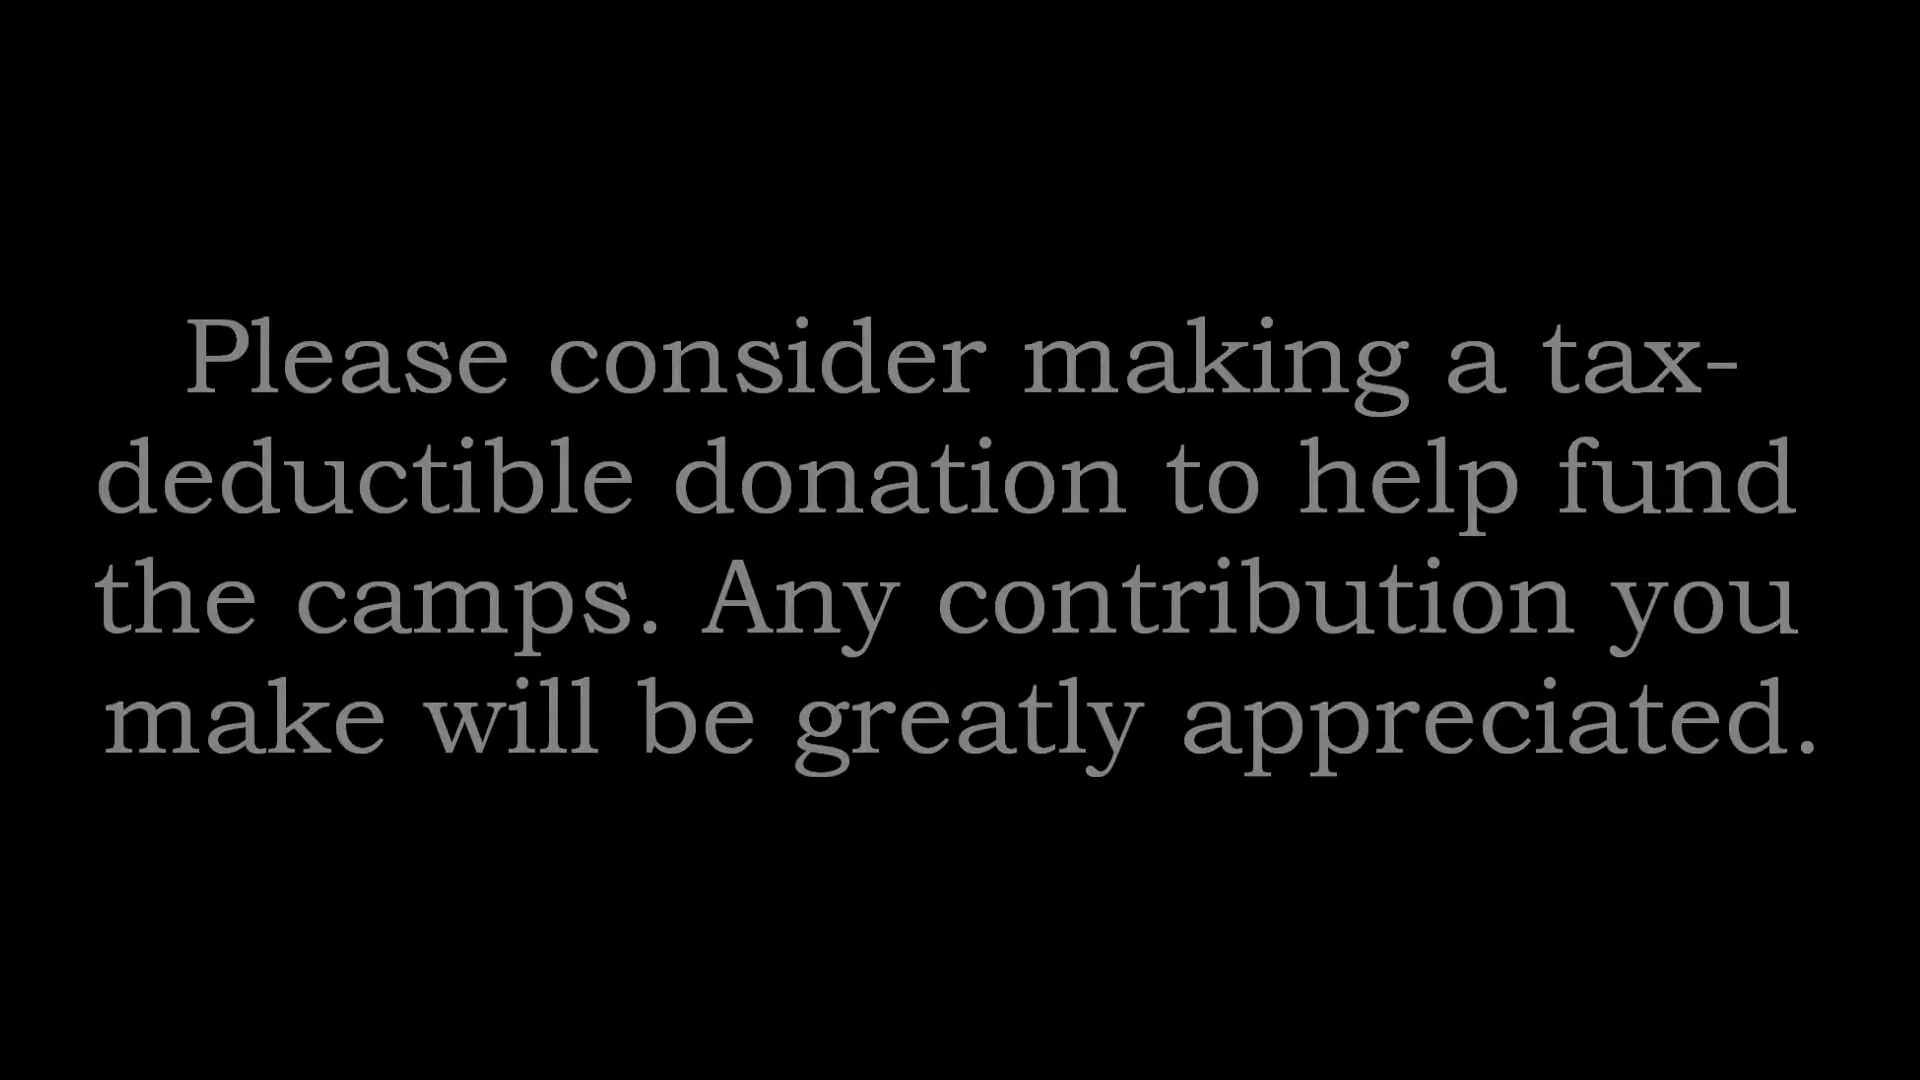 Please consider making a tax-
deductible donation to help fund
the camps. Any contribution you
make will be greatly appreciated.